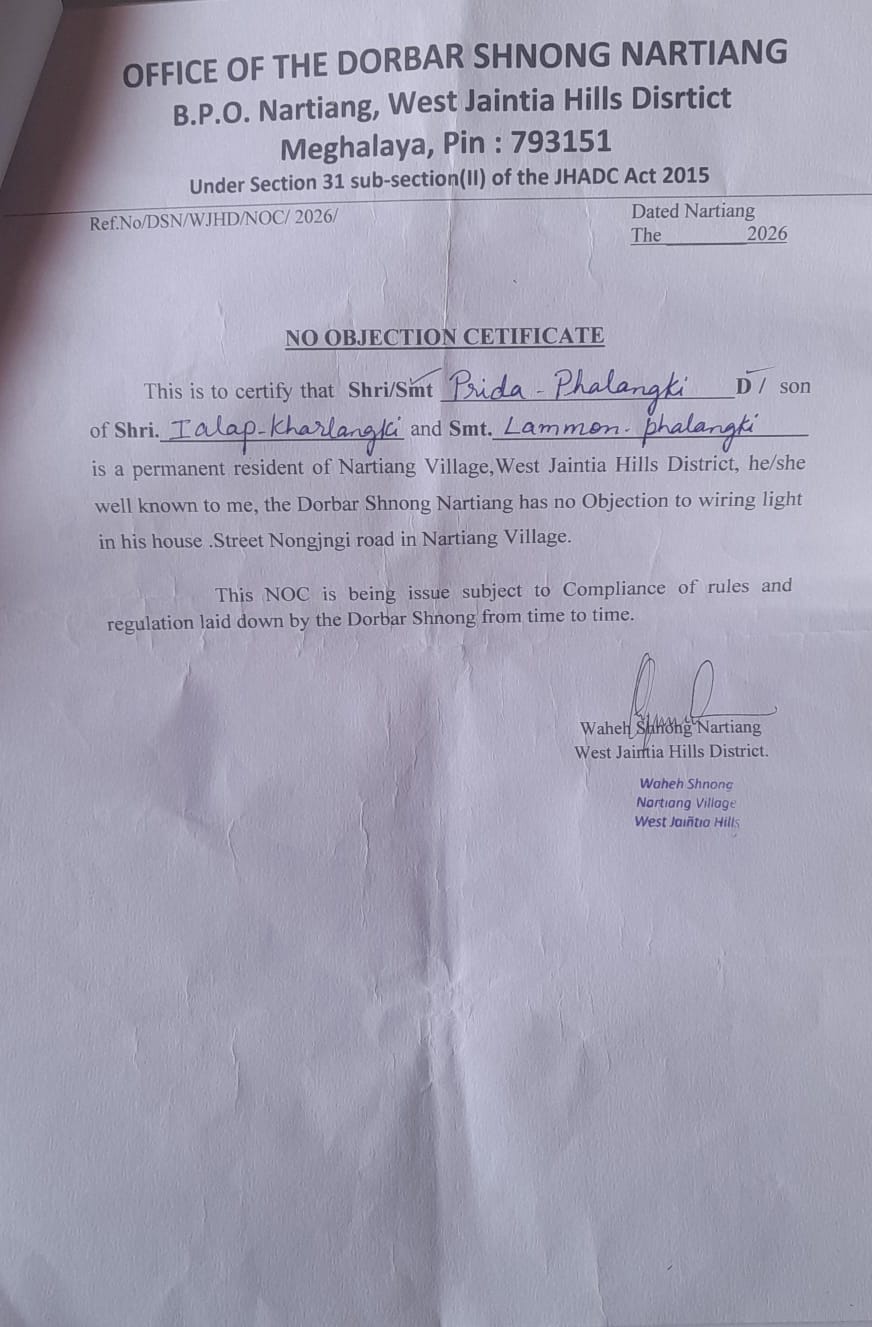 OFFICE OF THE DORBAR SHNONG NARTIANG
B.P.O. Nartiang, West Jaintia Hills Disrtict
Meghalaya, Pin : 793151
Under Section 31 sub-section(II) of the JHADC Act 2015
Ref.No/DSN/WJHD/NOC/ 2026/
Dated Nartiang
The ________2026
NO OBJECTION CETIFICATE
This is to certify that Shri/Smt Prida - Phalangki D / son
of Shri. Ialap-Kharlangki and Smt. Lammon- phalangki
is a permanent resident of Nartiang Village,West Jaintia Hills District, he/she
well known to me, the Dorbar Shnong Nartiang has no Objection to wiring light
in his house .Street Nongjngi road in Nartiang Village.
This NOC is being issue subject to Compliance of rules and
regulation laid down by the Dorbar Shnong from time to time.
Waheh Shnong Nartiang
West Jaintia Hills District.
Waheh Shnong
Nartiang Village
West Jaiñtia Hills